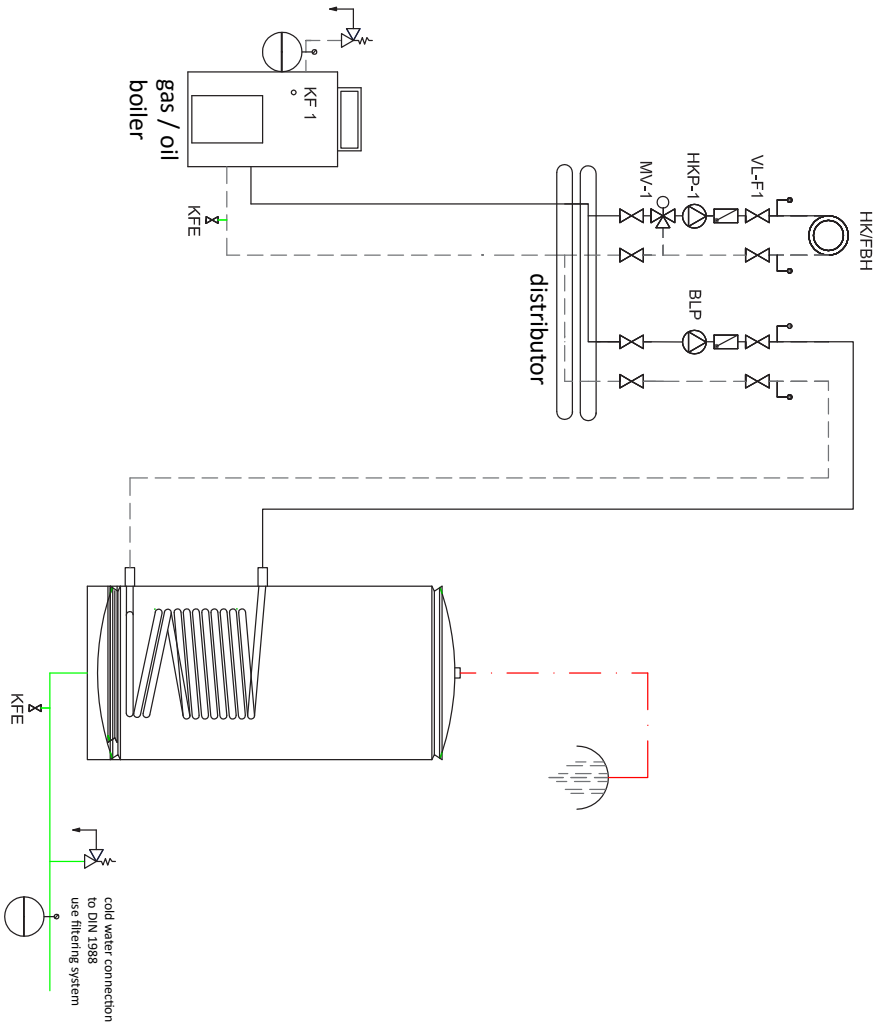 gas / oil
boiler
KF 1
KFE
distributor
MV-1
HKP-1
VL-F1
HK/FBH
BLP
KFE
cold water connection
to DIN 1988
use filtering system